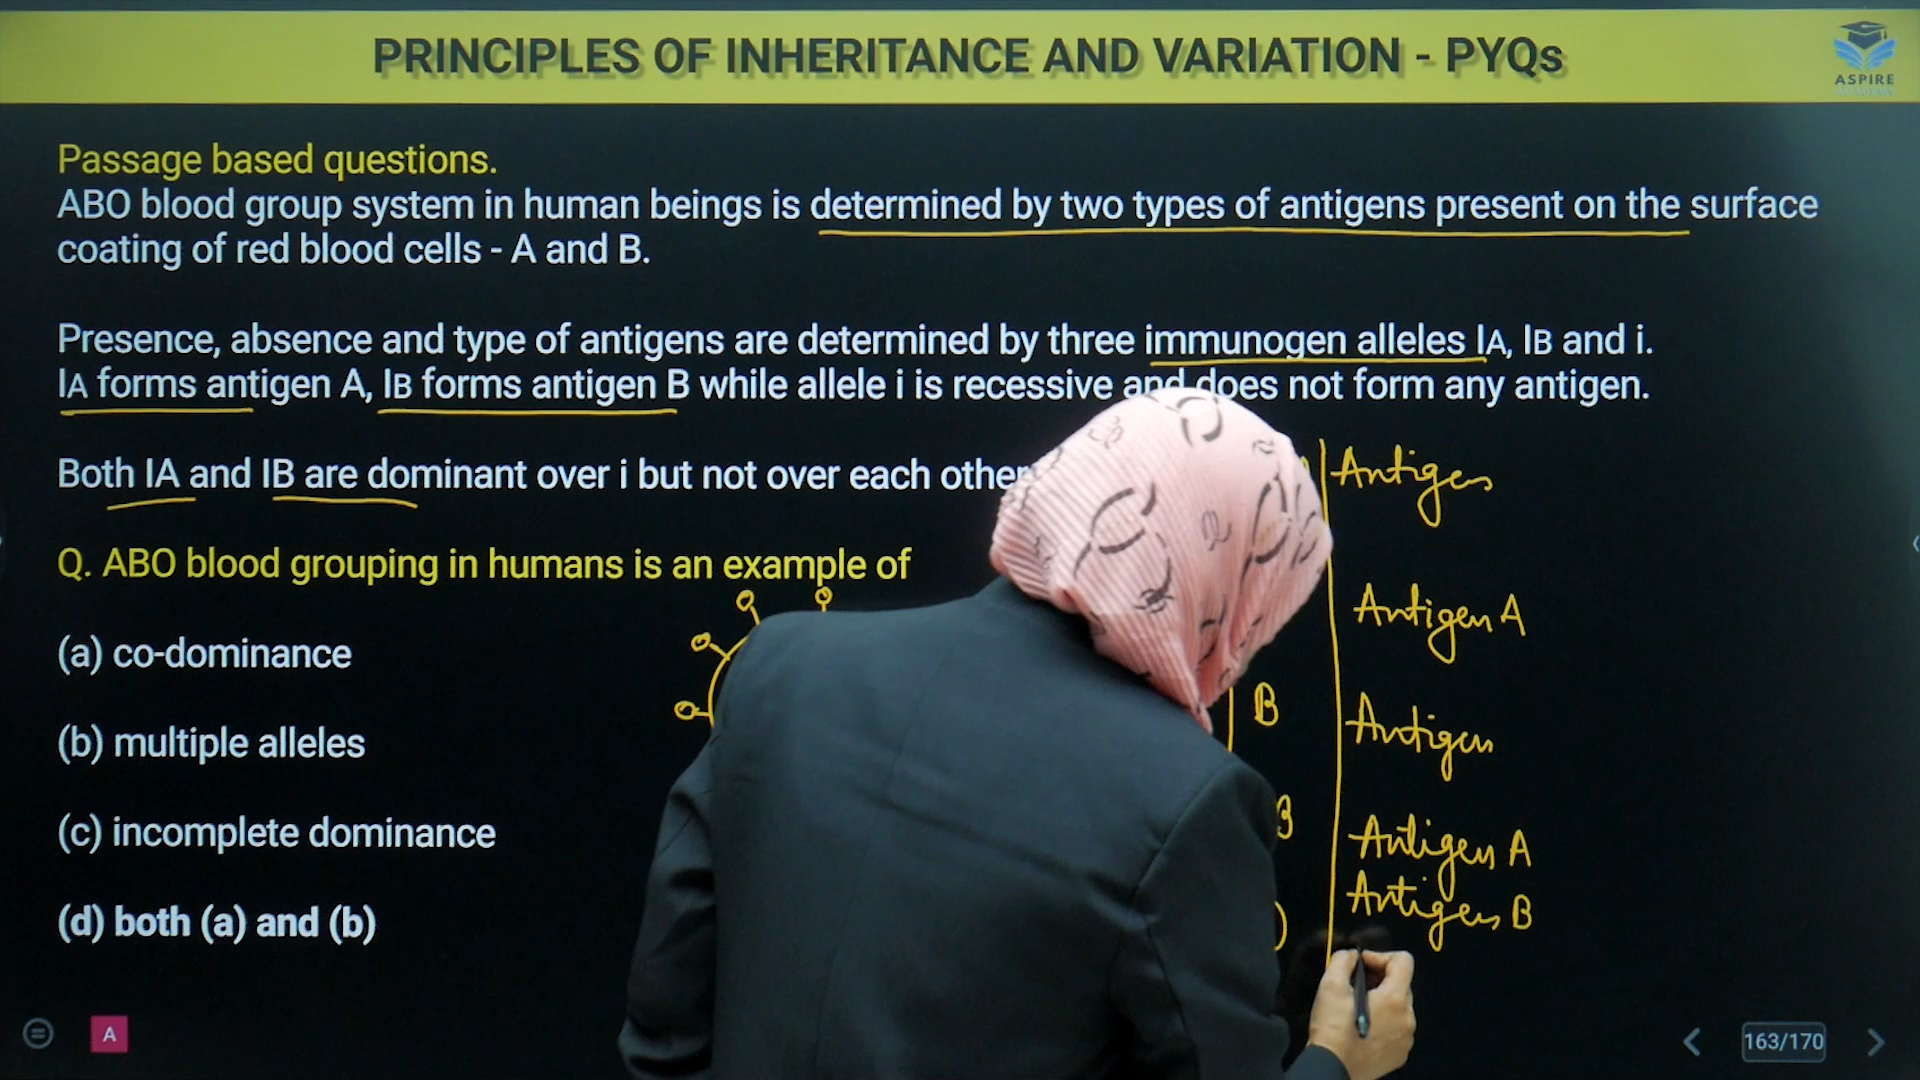 PRINCIPLES OF INHERITANCE AND VARIATION - PYQs
ASPIRE
Passage based questions.
ABO blood group system in human beings is determined by two types of antigens present on the surface
coating of red blood cells - A and B.
Presence, absence and type of antigens are determined by three immunogen alleles IA, IB and i.
IA forms antigen A, IB forms antigen B while allele i is recessive and does not form any antigen.
Both IA and IB are dominant over i but not over each other
Q. ABO blood grouping in humans is an example of
(a) co-dominance
(b) multiple alleles
(c) incomplete dominance
(d) both (a) and (b)
Antigen
Antigen A
B
Antigen
B
Antigen A
Antigen B
A
163/170